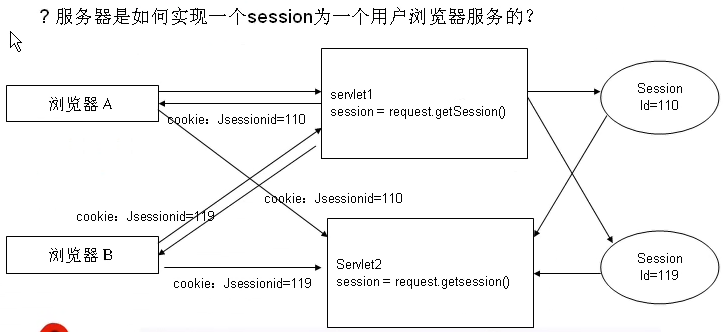 ? 服务器是如何实现一个session为一个用户浏览器服务的？
浏览器 A
servlet1
session = request.getSession()
Session
Id=110
cookie：Jsessionid=110
cookie：Jsessionid=110
cookie：Jsessionid=119
浏览器 B
Servlet2
session = request.getsession()
Session
Id=119
cookie：Jsessionid=119